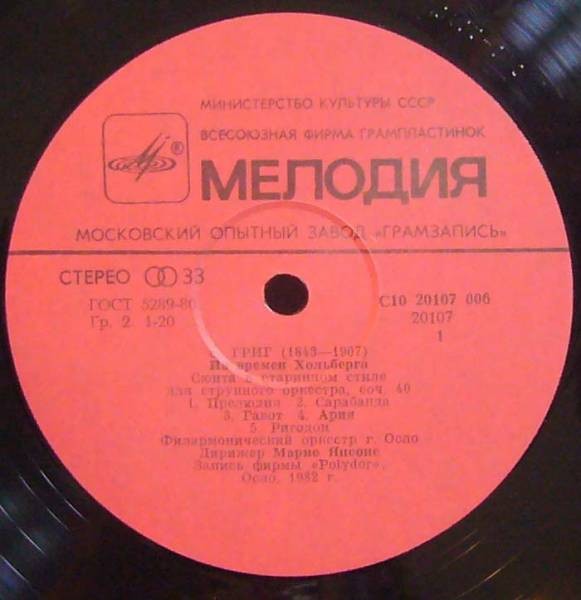 МИНИСТЕРСТВО КУЛЬТУРЫ СССР
ВСЕСОЮЗНАЯ ФИРМА ГРАМПЛАСТИНОК
® МЕЛОДИЯ
МОСКОВСКИЙ ОПЫТНЫЙ ЗАВОД «ГРАМЗАПИСЬ»
СТЕРЕО 33
ГОСТ 5289-80
Гр. 2 1-20
С10 20107 006
20107
1
ГРИГ (1843—1907)
Из времен Хольберга
Сюита в старинном стиле
для струнного оркестра, соч. 40
1. Прелюдия 2. Сарабанда
3. Гавот 4. Ария
5. Ригодон
Филармонический оркестр г. Осло
Дирижер Марис Янсонс
Запись фирмы «Polydor»,
Осло, 1982 г.